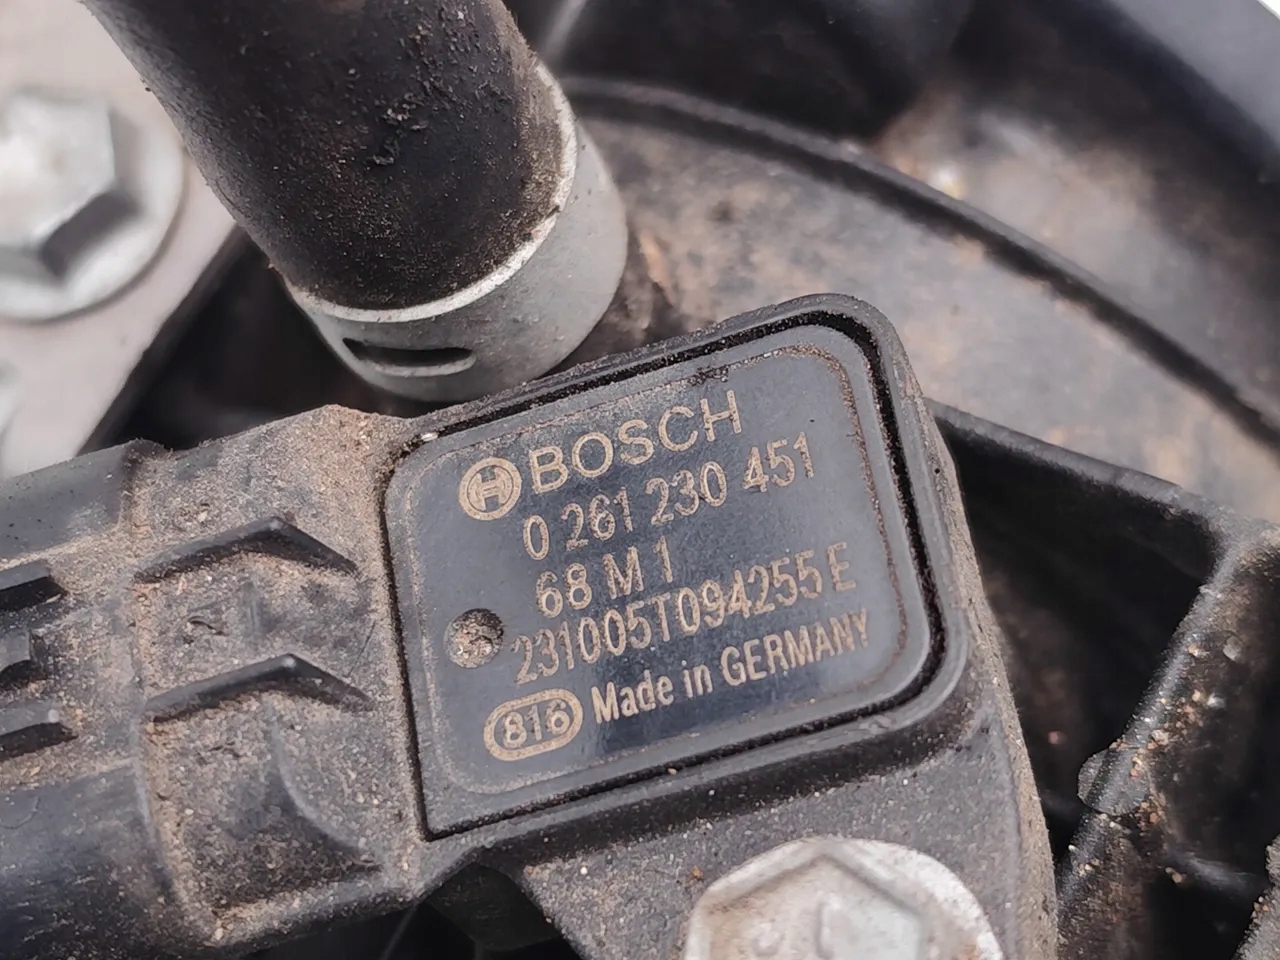 BOSCH
0 261 230 451
68 M 1
231005T094255 E
816 Made in GERMANY